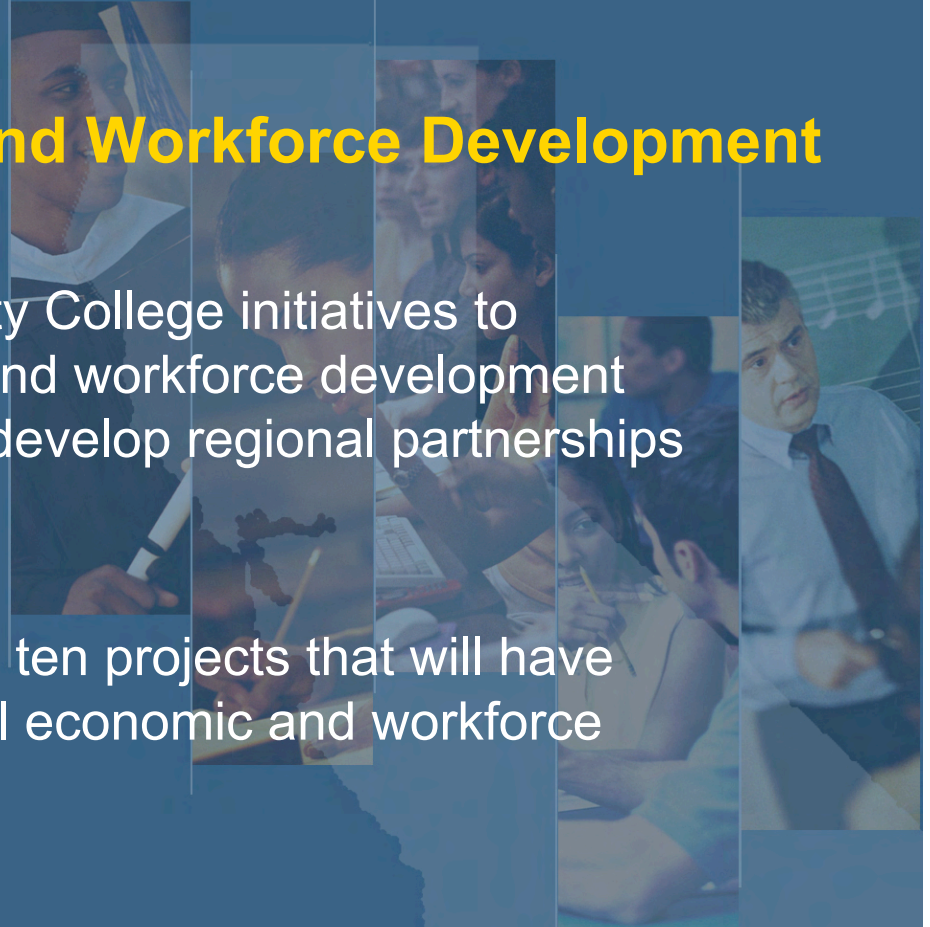 nd Workforce Development
ty College initiatives to
nd workforce development
develop regional partnerships
ten projects that will have
l economic and workforce